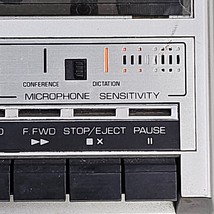 CONFERENCE DICTATION
MICROPHONE SENSITIVITY
F.FWD STOP/EJECT PAUSE